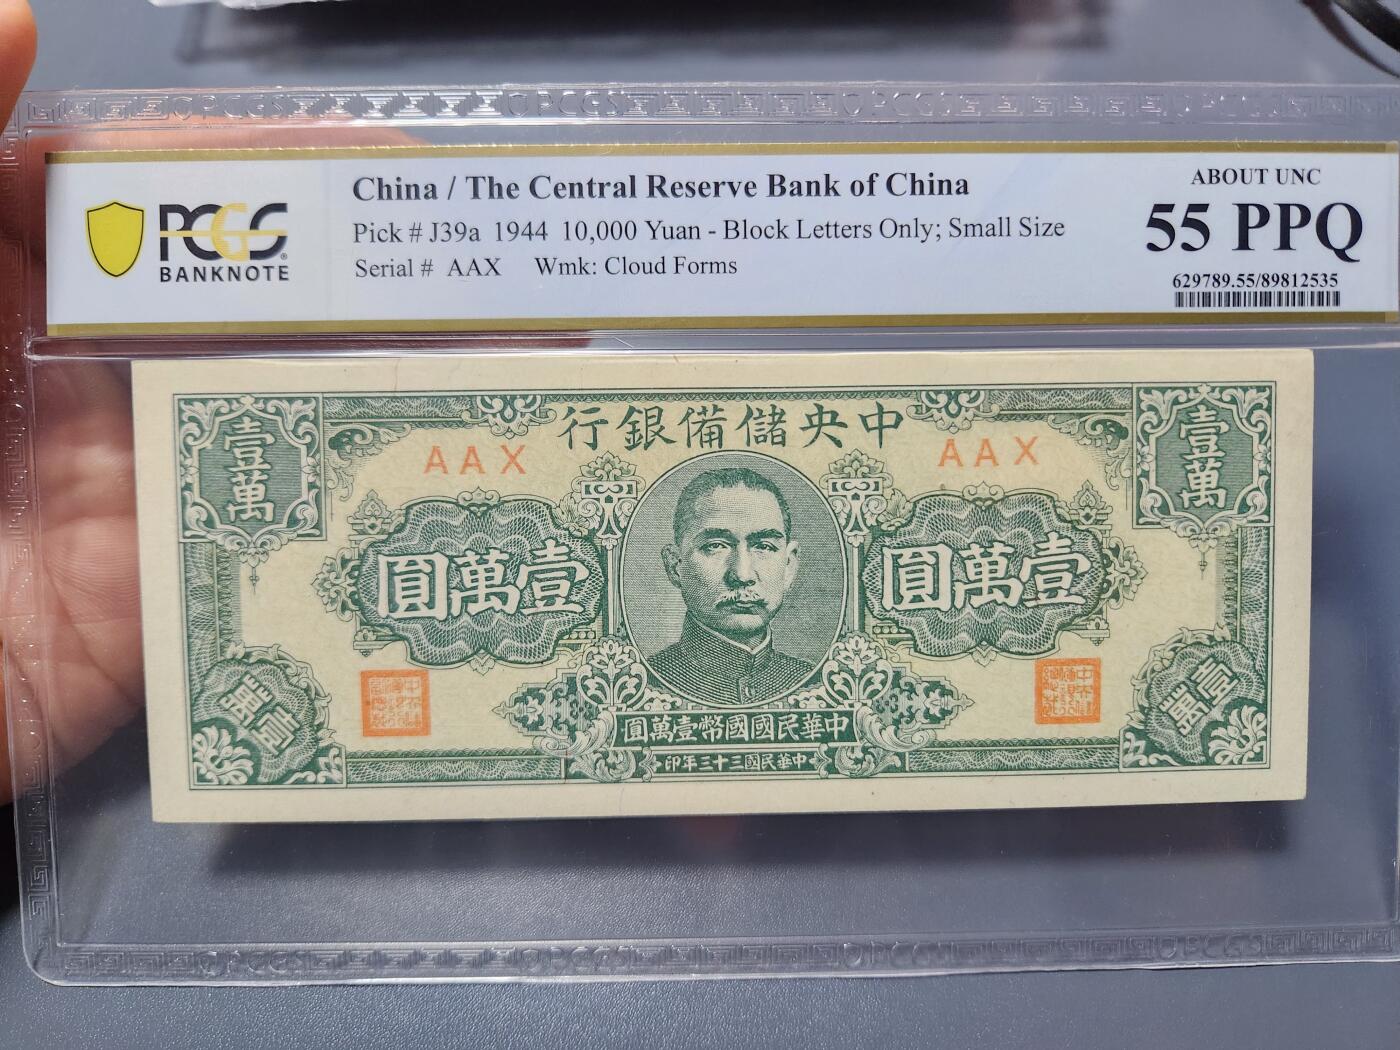 PCGS
BANKNOTE
China / The Central Reserve Bank of China
Pick # J39a 1944 10,000 Yuan - Block Letters Only; Small Size
Serial # AAX Wmk: Cloud Forms
ABOUT UNC
55 PPQ
629789.55/89812535
行銀備儲央中
壹萬
壹萬
AAX
AAX
圓萬壹
圓萬壹
壹萬
壹萬
圓萬壹幣國國民華中
印年三十三國民華中